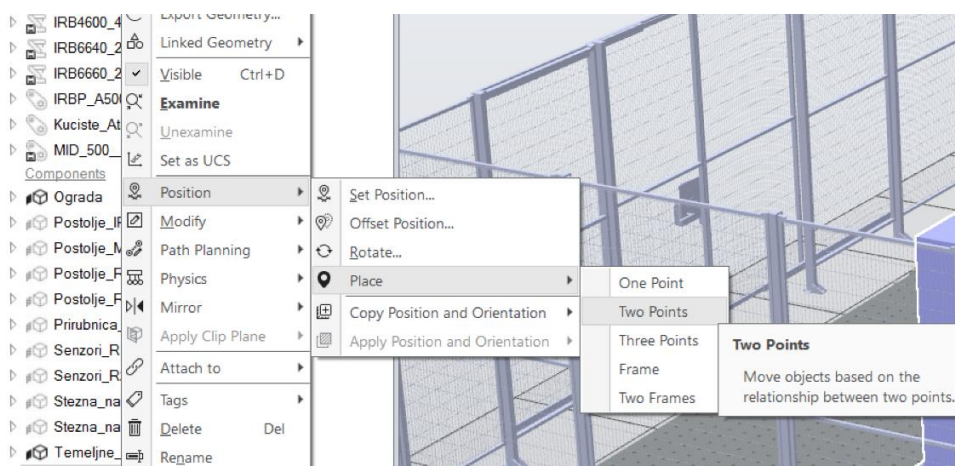 IRB4600_4
IRB6640_2
IRB6660_2
IRBP_A50
Kuciste_At
MID_500__
Components
Ograda
Postolje_IF
Postolje_M
Postolje_F
Postolje_R
Prirubnica_
Senzori_R
Senzori_R
Stezna_na
Stezna_na
Temeljne_
Export Geometry...
Linked Geometry
Visible Ctrl+D
Examine
Unexamine
Set as UCS
Position
Modify
Path Planning
Physics
Mirror
Apply Clip Plane
Attach to
Tags
Delete Del
Rename
Set Position...
Offset Position...
Rotate...
Place
Copy Position and Orientation
Apply Position and Orientation
One Point
Two Points
Three Points
Frame
Two Frames
Two Points
Move objects based on the
relationship between two points.